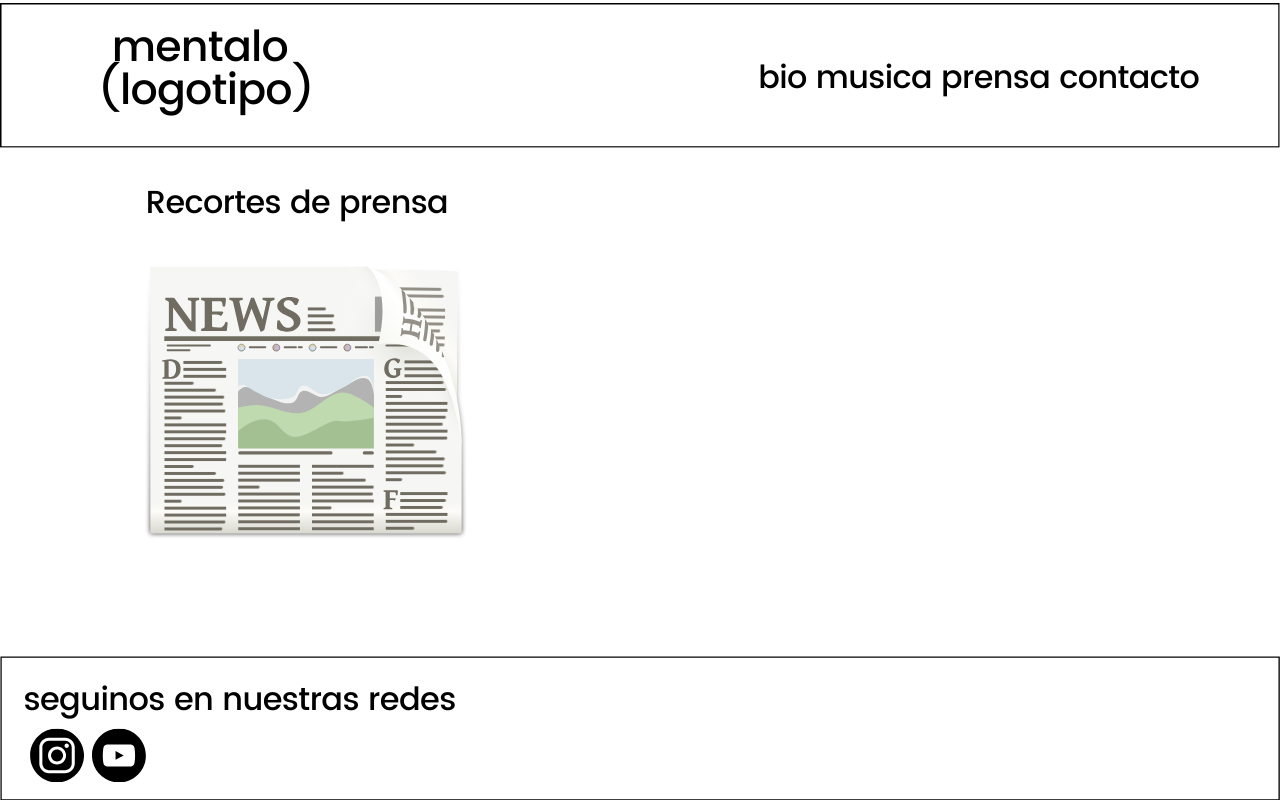 mentalo
(logotipo)
bio musica prensa contacto
Recortes de prensa
NEWS
H
D
G
F
seguinos en nuestras redes